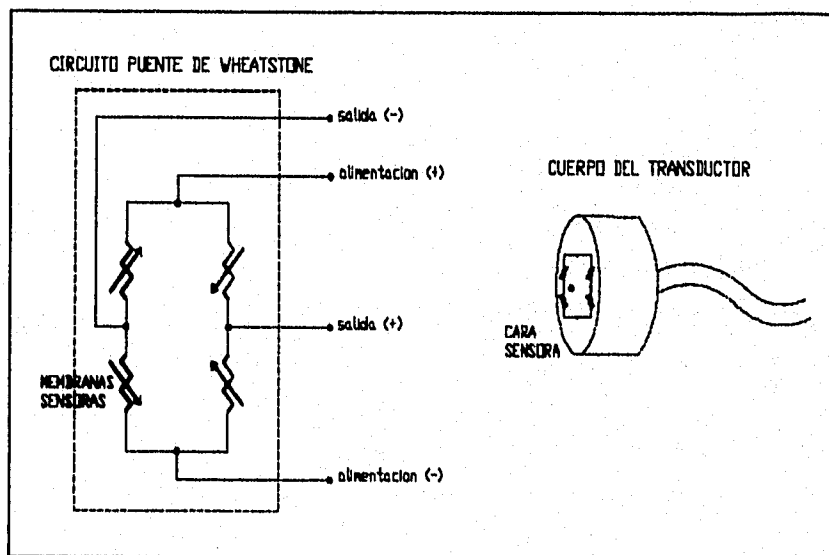 CIRCUITO PUENTE DE WHEATSTONE
salida (-)
alimentacion (+)
CUERPO DEL TRANSDUCTOR
salida (+)
CARA
SENSORA
MEMBRANAS
SENSORAS
alimentacion (-)